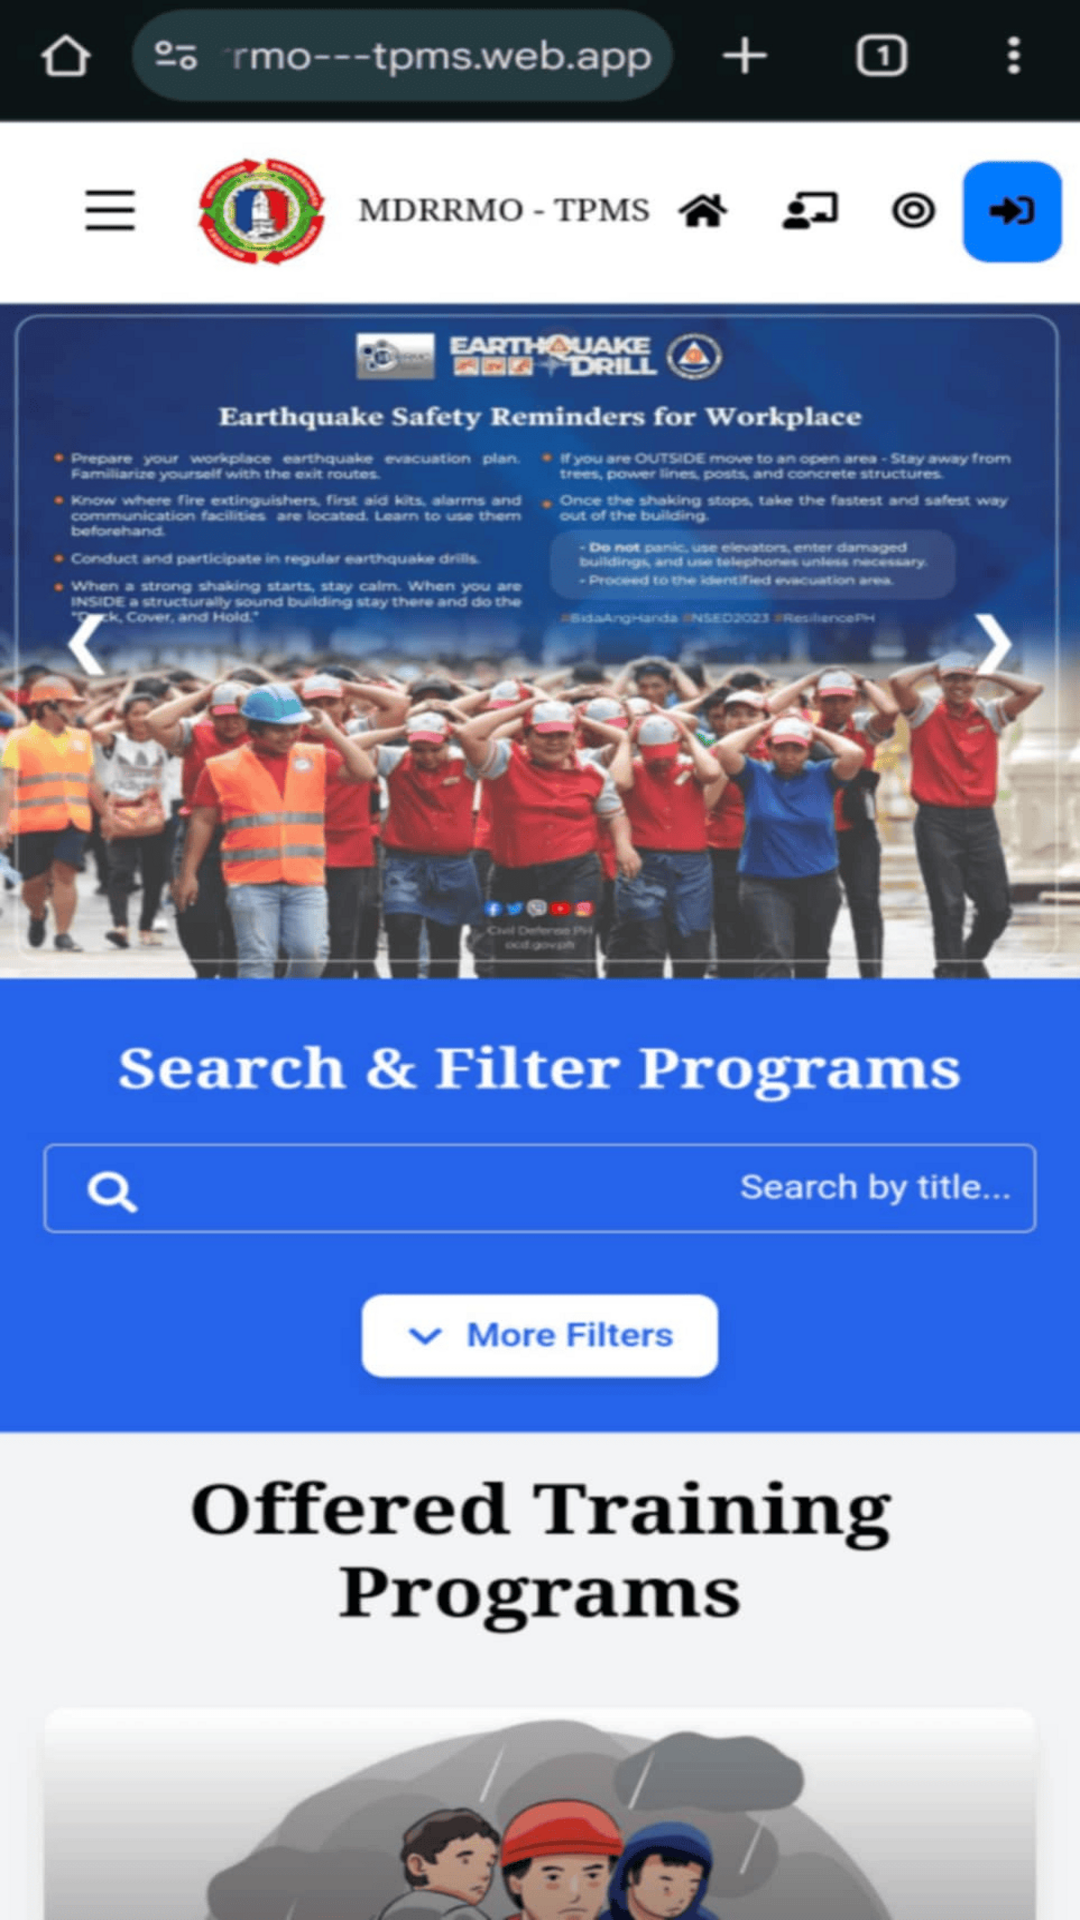 rmo---tpms.web.app
1
MDRRMO - TPMS
EARTHQUAKE
DRILL
Earthquake Safety Reminders for Workplace
Prepare your workplace earthquake evacuation plan.
Familiarize yourself with the exit routes.
Know where fire extinguishers, first aid kits, alarms and
communication facilities are located. Learn to use them
beforehand.
Conduct and participate in regular earthquake drills.
When a strong shaking starts, stay calm. When you are
INSIDE a structurally sound building stay there and do the
Cover, and Hold."
If you are OUTSIDE move to an open area - Stay away from
trees, power lines, posts, and concrete structures.
Once the shaking stops, take the fastest and safest way
out of the building.
- Do not panic, use elevators, enter damaged
buildings, and use telephones unless necessary.
- Proceed to the identified evacuation area.
#BidaAngHanda #NSED2023 #ResiliencePH
Civil Defense PH
ocd.gov.ph
Search & Filter Programs
Search by title...
More Filters
Offered Training
Programs